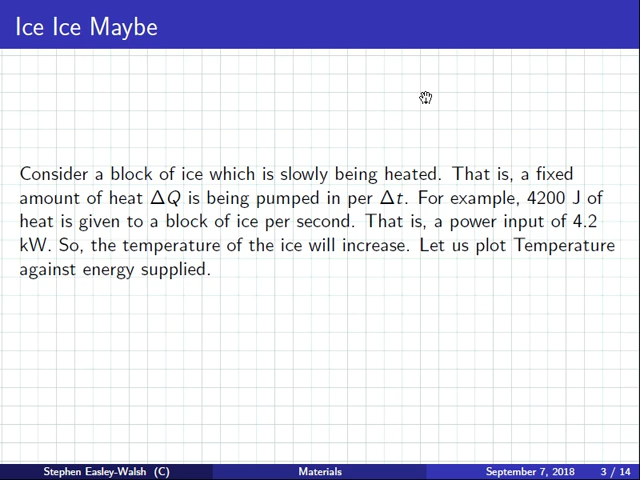 Ice Ice Maybe
Consider a block of ice which is slowly being heated. That is, a fixed
amount of heat ΔQ is being pumped in per Δt. For example, 4200 J of
heat is given to a block of ice per second. That is, a power input of 4.2
kW. So, the temperature of the ice will increase. Let us plot Temperature
against energy supplied.
Stephen Easley-Walsh (C) Materials September 7, 2018 3 / 14